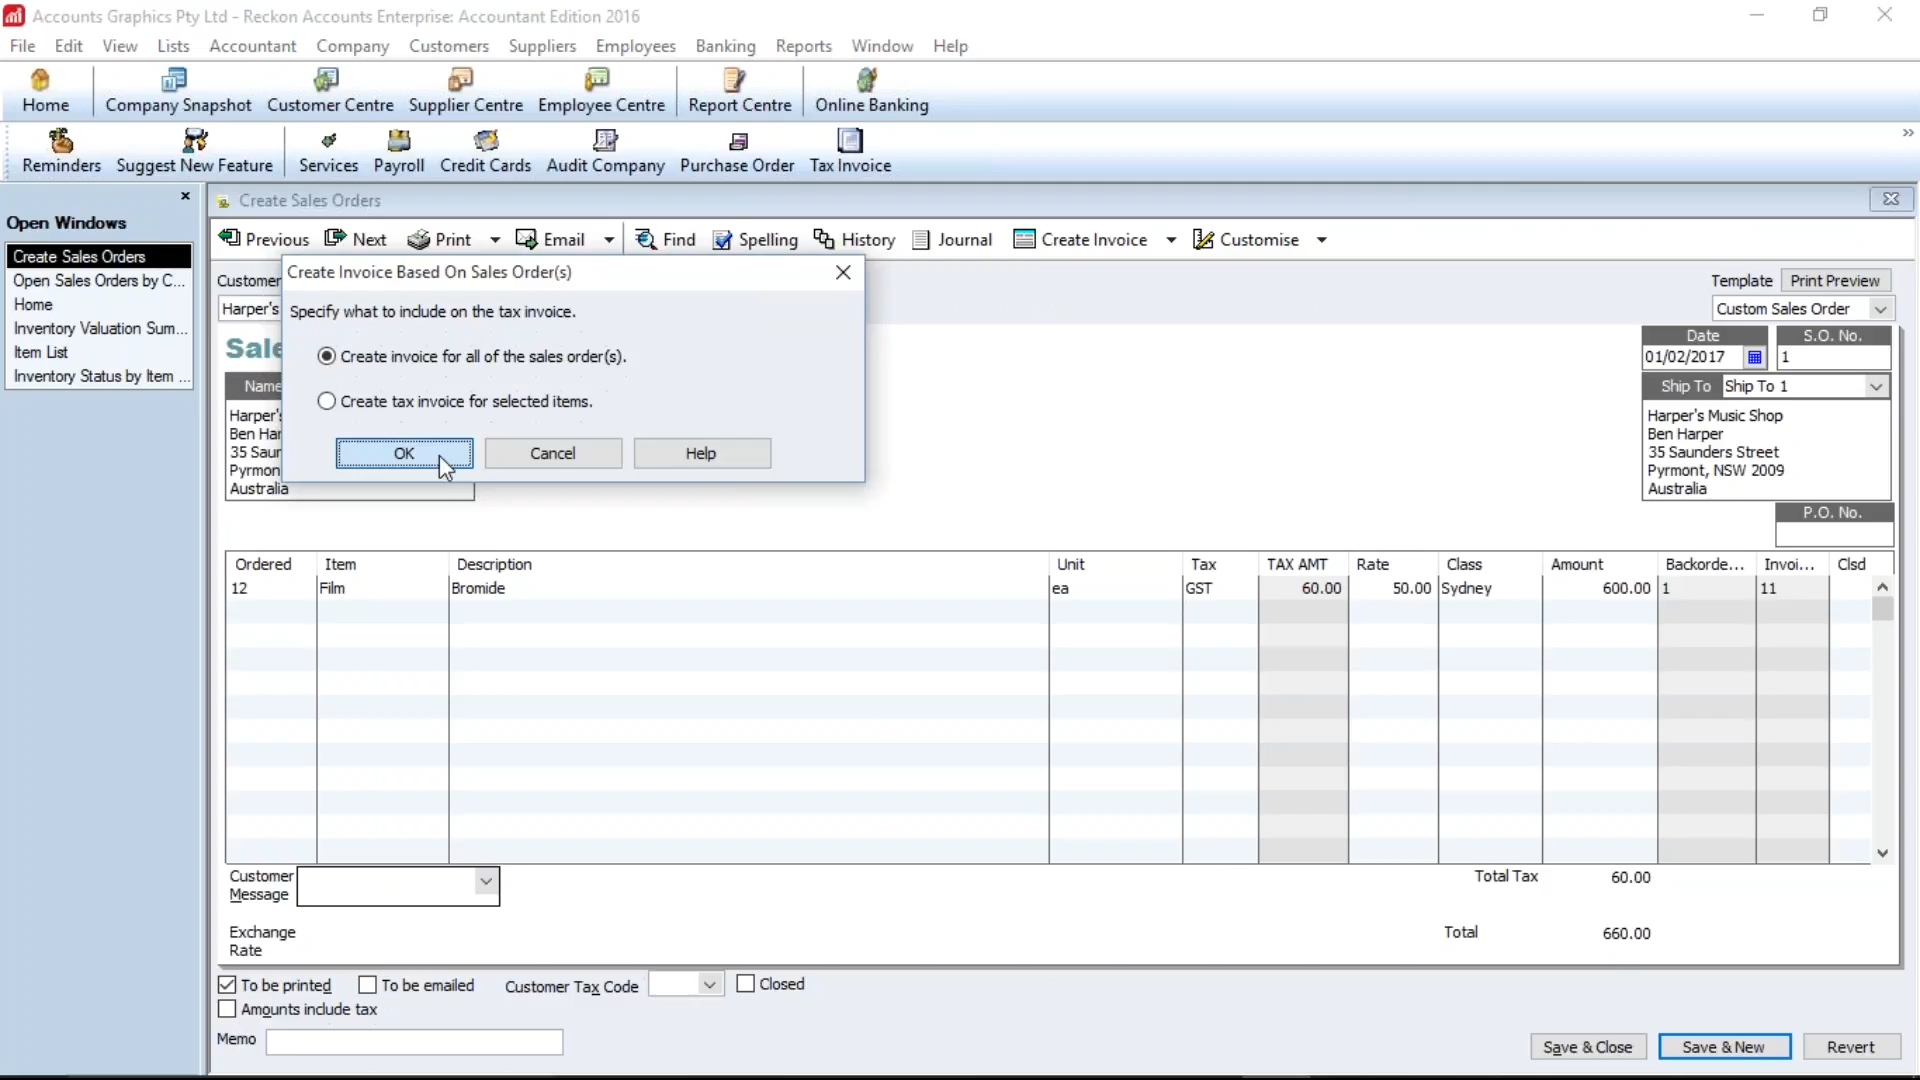 Accounts Graphics Pty Ltd - Reckon Accounts Enterprise: Accountant Edition 2016
File Edit View Lists Accountant Company Customers Suppliers Employees Banking Reports Window Help
Home Company Snapshot Customer Centre Supplier Centre Employee Centre Report Centre Online Banking
Reminders Suggest New Feature Services Payroll Credit Cards Audit Company Purchase Order Tax Invoice
Open Windows
Create Sales Orders
Open Sales Orders by C...
Home
Inventory Valuation Sum...
Item List
Inventory Status by Item ...
Create Sales Orders
Previous Next Print Email Find Spelling History Journal Create Invoice Customise
Create Invoice Based On Sales Order(s)
Specify what to include on the tax invoice.
Create invoice for all of the sales order(s).
Create tax invoice for selected items.
OK Cancel Help
Customer
Harper's
Template Print Preview
Custom Sales Order
Sale
Date S.O. No.
01/02/2017 1
Name
Harper's
Ben Har
35 Saun
Pyrmon
Australia
Ship To Ship To 1
Harper's Music Shop
Ben Harper
35 Saunders Street
Pyrmont, NSW 2009
Australia
P.O. No.
Ordered Item Description Unit Tax TAX AMT Rate Class Amount Backorde... Invoi... Clsd
12 Film Bromide ea GST 60.00 50.00 Sydney 600.00 1 11
Customer
Message
Total Tax 60.00
Exchange
Rate
Total 660.00
To be printed To be emailed Customer Tax Code Closed
Amounts include tax
Memo
Save & Close Save & New Revert